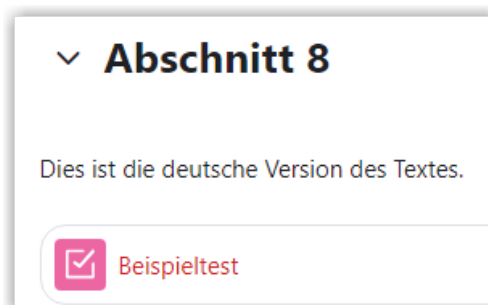 Abschnitt 8
Dies ist die deutsche Version des Textes.
Beispieltest